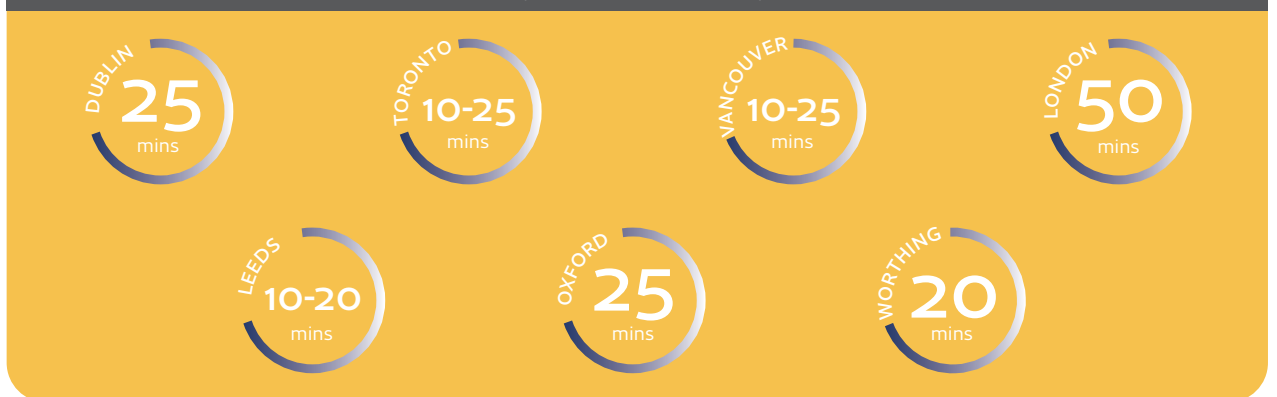 DUBLIN
25
mins
TORONTO
10-25
mins
VANCOUVER
10-25
mins
LONDON
50
mins
LEEDS
10-20
mins
OXFORD
25
mins
WORTHING
20
mins